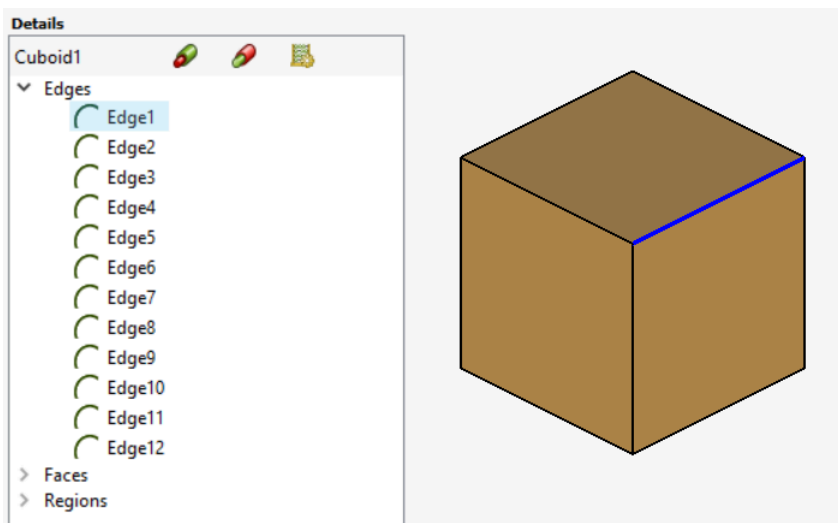 Details
Cuboid1
Edges
Edge1
Edge2
Edge3
Edge4
Edge5
Edge6
Edge7
Edge8
Edge9
Edge10
Edge11
Edge12
Faces
Regions